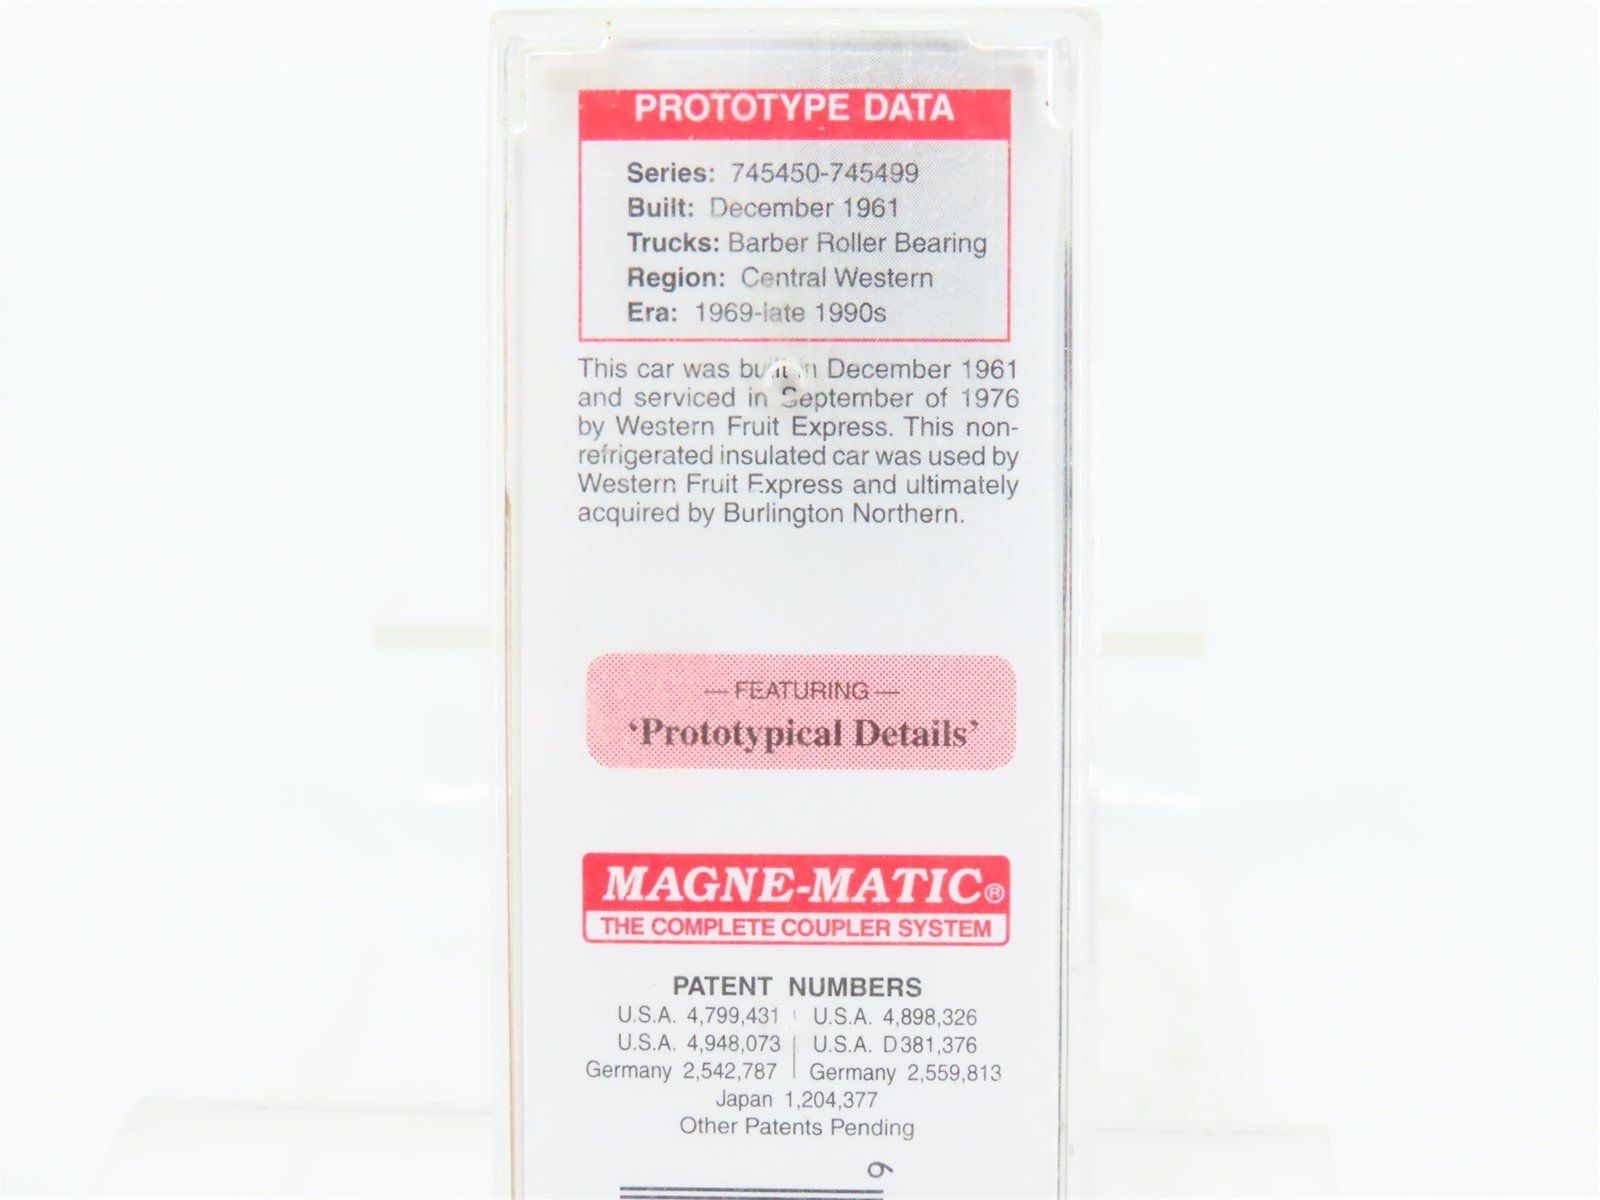 PROTOTYPE DATA
Series: 745450-745499
Built: December 1961
Trucks: Barber Roller Bearing
Region: Central Western
Era: 1969-late 1990s
This car was built in December 1961
and serviced in September of 1976
by Western Fruit Express. This non-
refrigerated insulated car was used by
Western Fruit Express and ultimately
acquired by Burlington Northern.
— FEATURING —
‘Prototypical Details’
MAGNE-MATIC®
THE COMPLETE COUPLER SYSTEM
PATENT NUMBERS
U.S.A. 4,799,431 | U.S.A. 4,898,326
U.S.A. 4,948,073 | U.S.A. D381,376
Germany 2,542,787 | Germany 2,559,813
Japan 1,204,377
Other Patents Pending
6